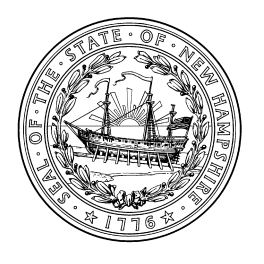 · SEAL · OF · THE · STATE · OF · NEW HAMPSHIRE ·
1776